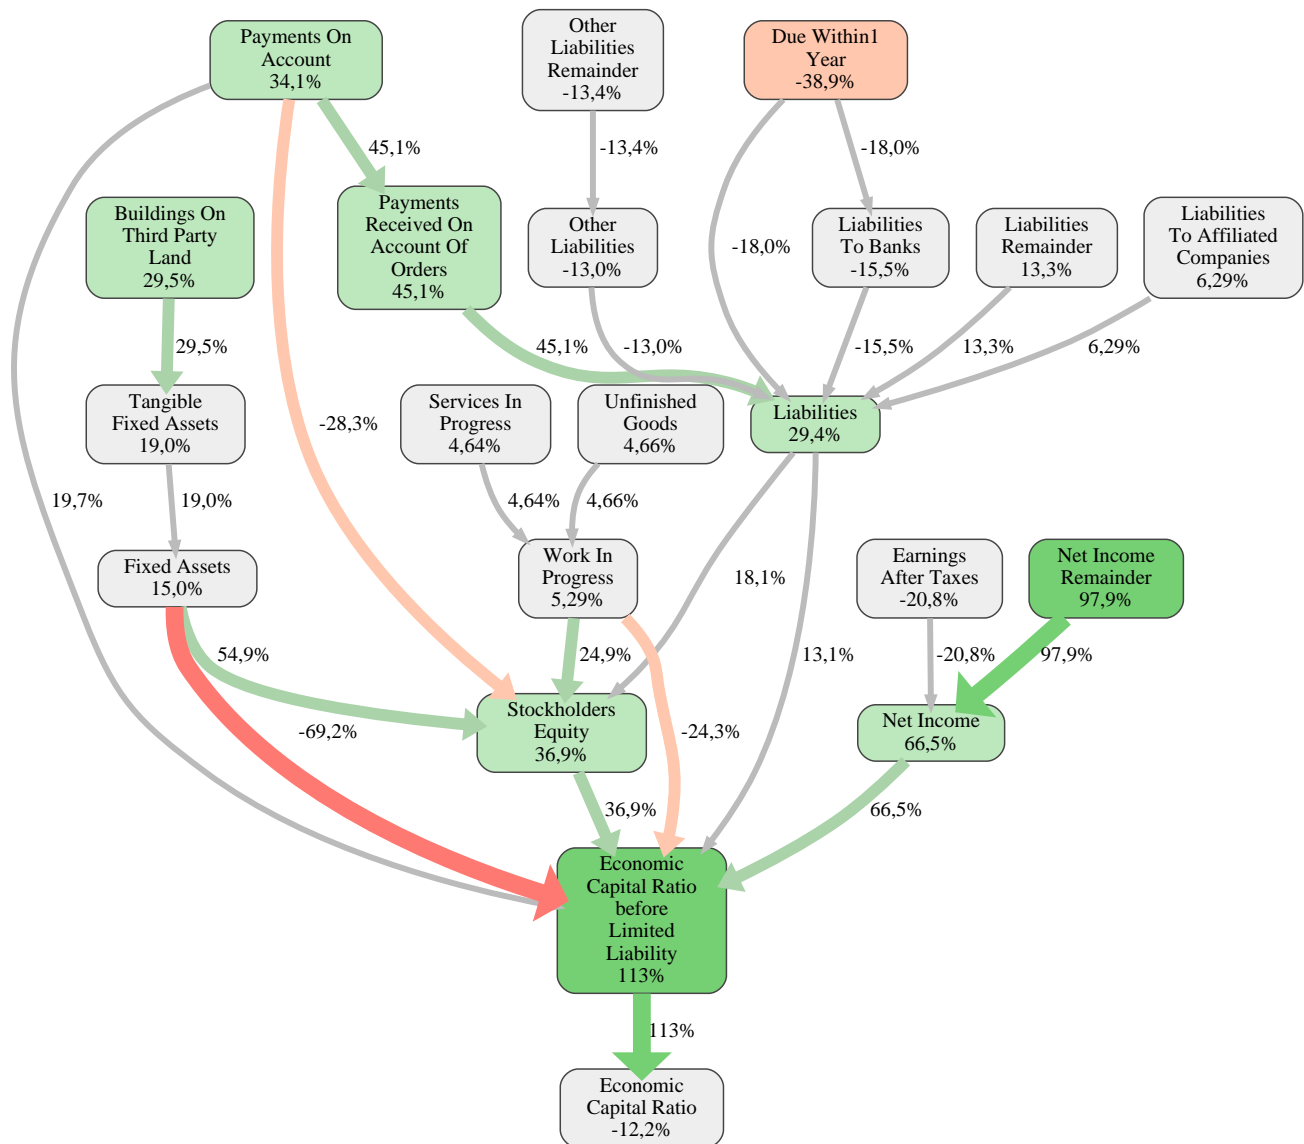 Payments On
Account
34,1%
Other
Liabilities
Remainder
-13,4%
Due Within1
Year
-38,9%
45,1%
-13,4%
-18,0%
Buildings On
Third Party
Land
29,5%
Payments
Received On
Account Of
Orders
45,1%
Other
Liabilities
-13,0%
-18,0%
Liabilities
To Banks
-15,5%
Liabilities
Remainder
13,3%
Liabilities
To Affiliated
Companies
6,29%
29,5%
45,1%
-13,0%
-15,5%
13,3%
6,29%
Tangible
Fixed Assets
19,0%
-28,3%
Services In
Progress
4,64%
Unfinished
Goods
4,66%
Liabilities
29,4%
19,7%
19,0%
4,64%
4,66%
Fixed Assets
15,0%
Work In
Progress
5,29%
18,1%
Earnings
After Taxes
-20,8%
Net Income
Remainder
97,9%
54,9%
24,9%
13,1%
-20,8%
97,9%
-69,2%
Stockholders
Equity
36,9%
-24,3%
Net Income
66,5%
36,9%
66,5%
Economic
Capital Ratio
before
Limited
Liability
113%
113%
Economic
Capital Ratio
-12,2%